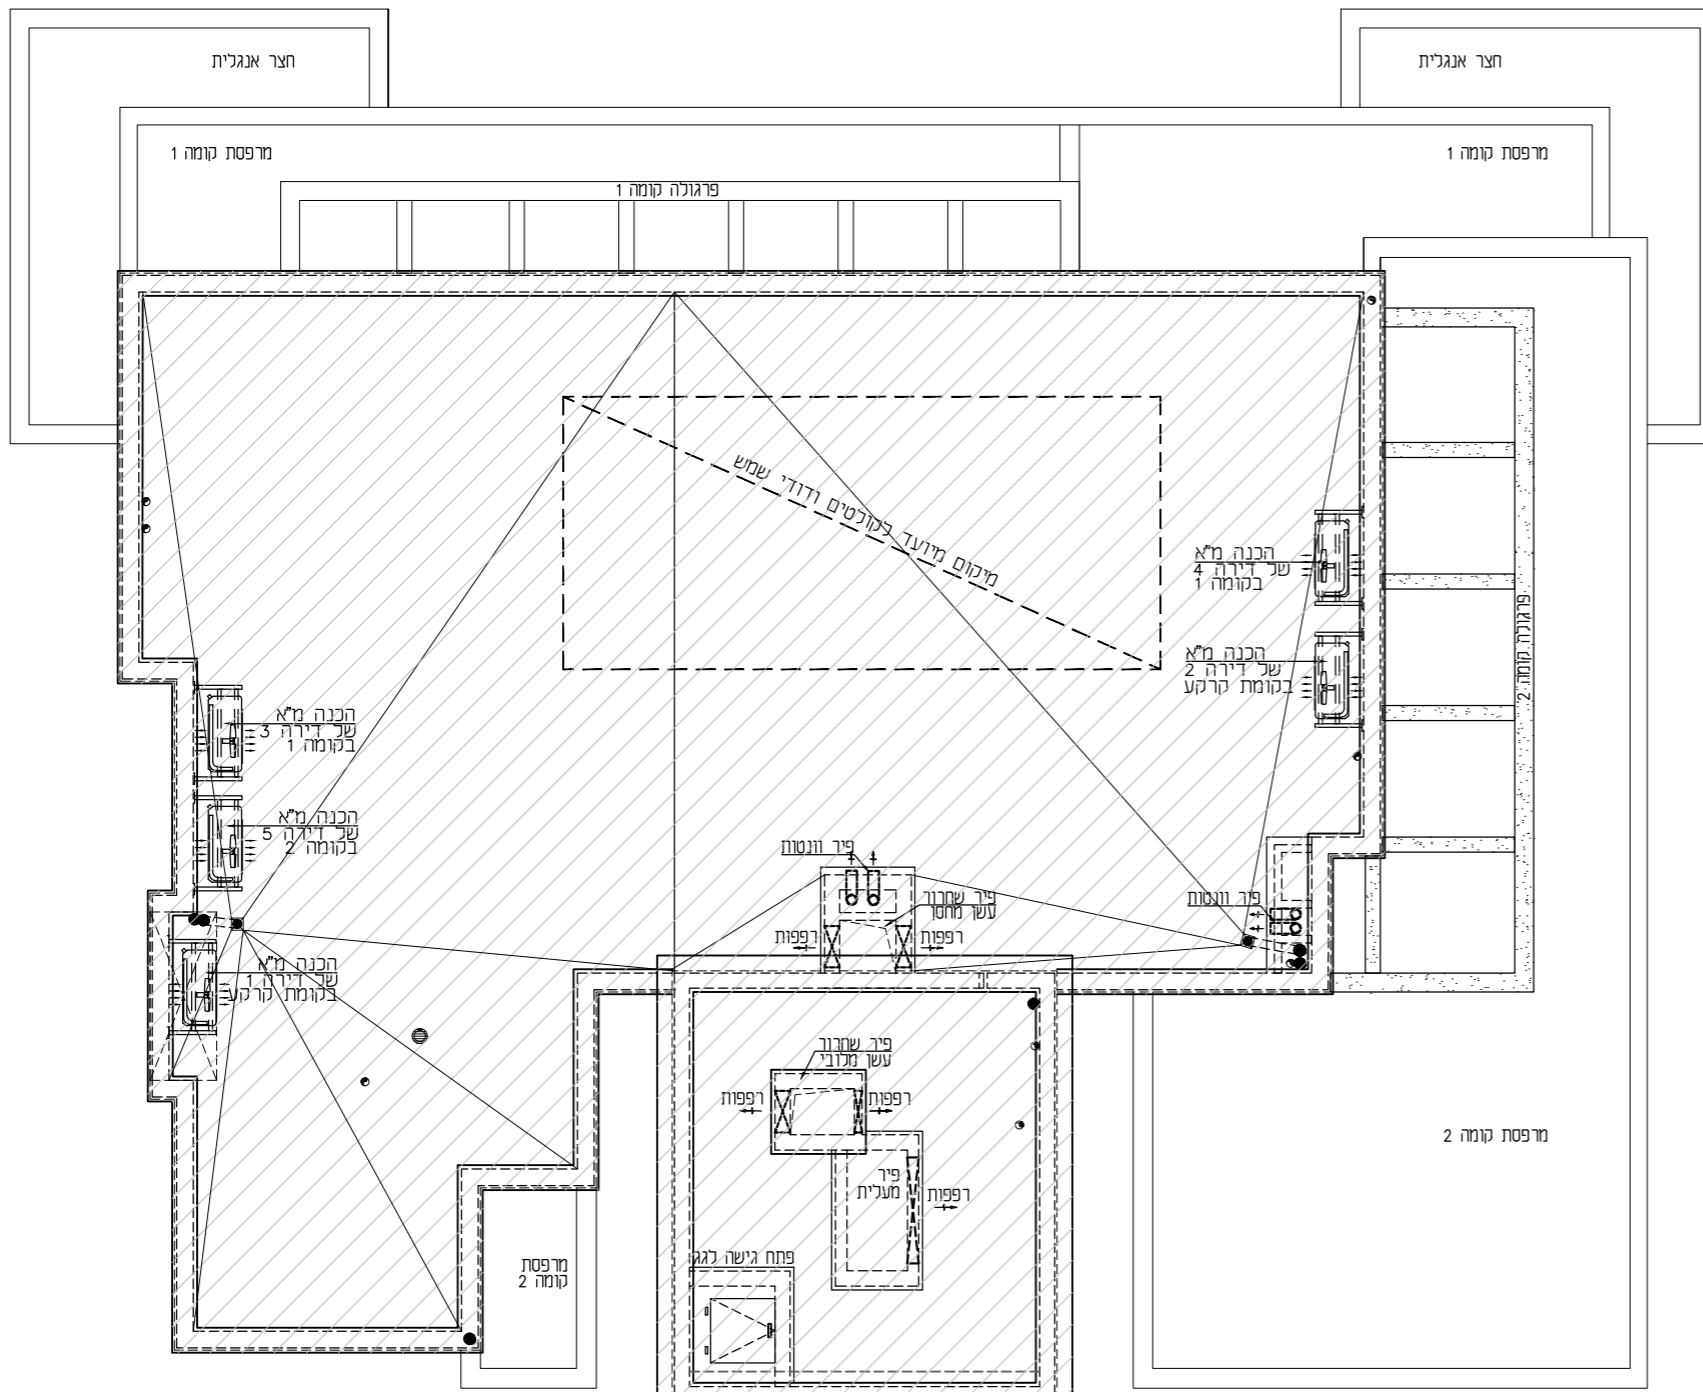 חצר אנגלית
חצר אנגלית
מרפסת קומה 1
מרפסת קומה 1
פרגולה קומה 1
מיקום מיועד לקולטים ודודי שמש
הכנה מ"א
של דירה 4
בקומה 1
פרגולה קומה 2
הכנה מ"א
של דירה 2
בקומת קרקע
הכנה מ"א
של דירה 3
בקומה 1
הכנה מ"א
של דירה 5
בקומה 2
פיר וונטות
פיר וונטות
פיר שחרור
עשן מחסן
רפפות
רפפות
הכנה מ"א
של דירה 1
בקומת קרקע
פיר שחרור
עשן מלובי
רפפות
רפפות
מרפסת קומה 2
פיר
מעלית
רפפות
פתח גישה לגג
מרפסת
קומה 2